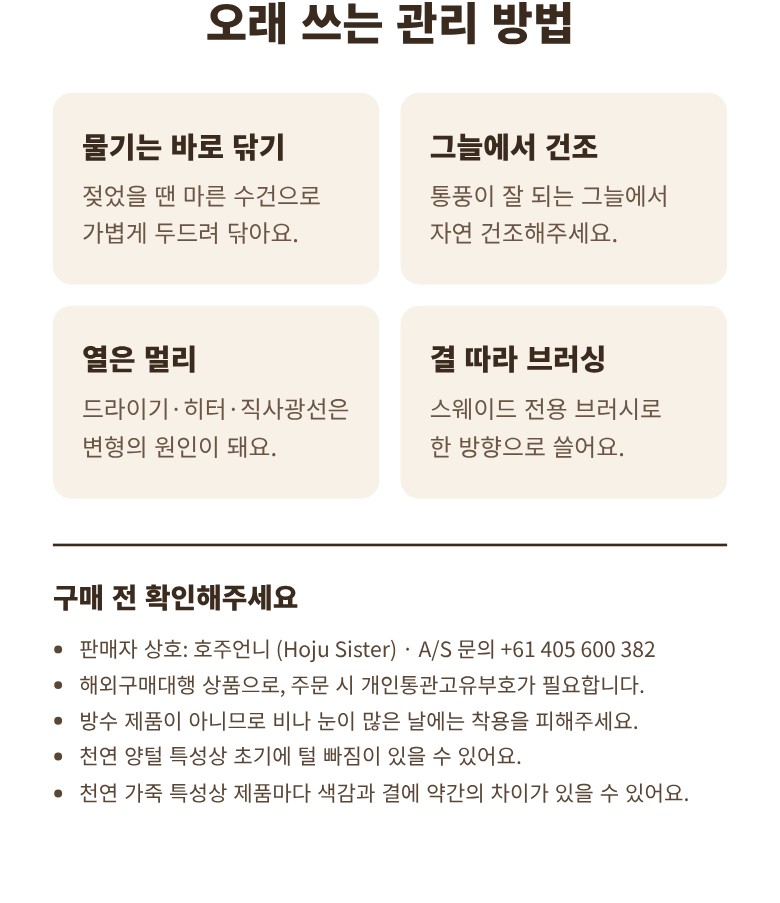 오래 쓰는 관리 방법
물기는 바로 닦기
젖었을 땐 마른 수건으로
가볍게 두드려 닦아요.
그늘에서 건조
통풍이 잘 되는 그늘에서
자연 건조해주세요.
열은 멀리
드라이기·히터·직사광선은
변형의 원인이 돼요.
결 따라 브러싱
스웨이드 전용 브러시로
한 방향으로 쓸어요.
구매 전 확인해주세요
• 판매자 상호: 호주언니 (Hoju Sister) · A/S 문의 +61 405 600 382
• 해외구매대행 상품으로, 주문 시 개인통관고유부호가 필요합니다.
• 방수 제품이 아니므로 비나 눈이 많은 날에는 착용을 피해주세요.
• 천연 양털 특성상 초기에 털 빠짐이 있을 수 있어요.
• 천연 가죽 특성상 제품마다 색감과 결에 약간의 차이가 있을 수 있어요.